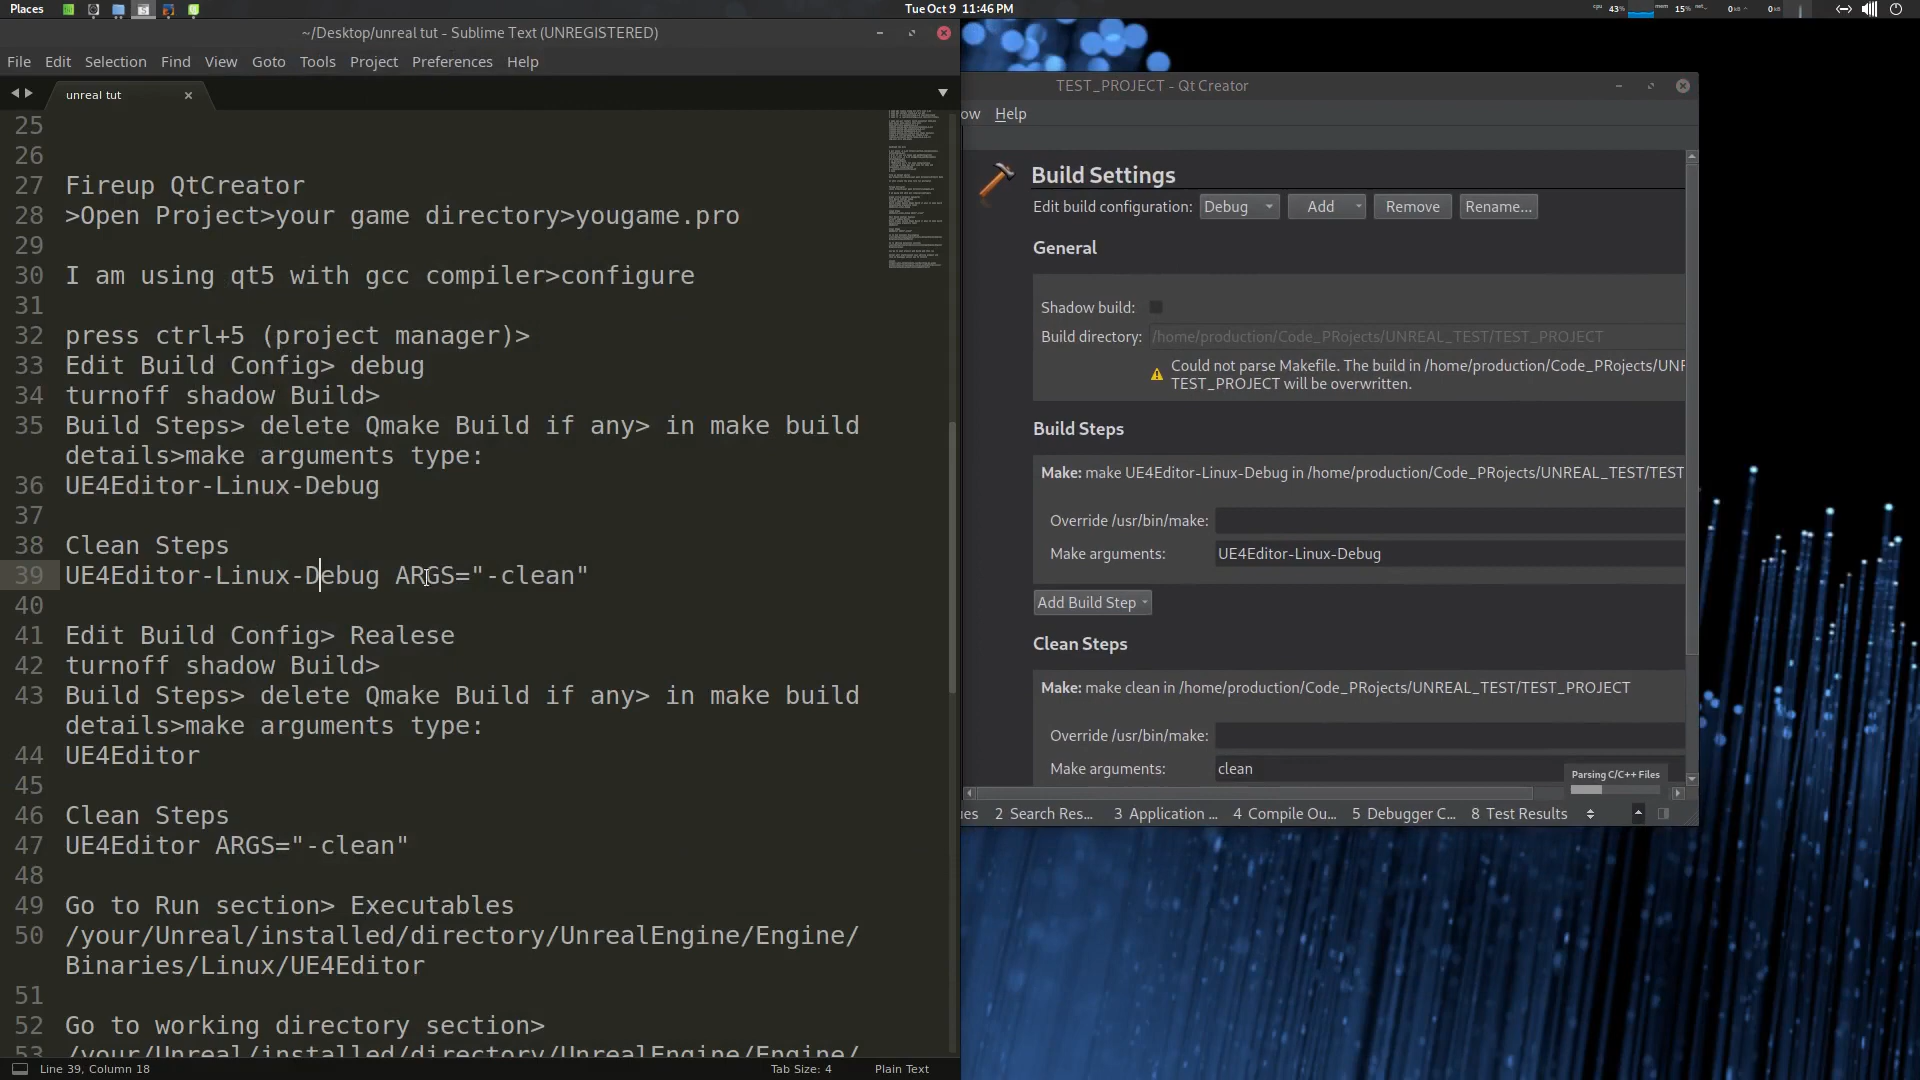 Places
Tue Oct 9 11:46 PM
cpu 43%
mem 15%
~/Desktop/unreal tut - Sublime Text (UNREGISTERED)
File Edit Selection Find View Goto Tools Project Preferences Help
unreal tut
25
26
27 Fireup QtCreator
28 >Open Project>your game directory>yougame.pro
29
30 I am using qt5 with gcc compiler>configure
31
32 press ctrl+5 (project manager)>
33 Edit Build Config> debug
34 turnoff shadow Build>
35 Build Steps> delete Qmake Build if any> in make build
details>make arguments type:
36 UE4Editor-Linux-Debug
37
38 Clean Steps
39 UE4Editor-Linux-Debug ARGS="-clean"
40
41 Edit Build Config> Realese
42 turnoff shadow Build>
43 Build Steps> delete Qmake Build if any> in make build
details>make arguments type:
44 UE4Editor
45
46 Clean Steps
47 UE4Editor ARGS="-clean"
48
49 Go to Run section> Executables
50 /your/Unreal/installed/directory/UnrealEngine/Engine/
Binaries/Linux/UE4Editor
51
52 Go to working directory section>
53 /your/Unreal/installed/directory/UnrealEngine/Engine/
Line 39, Column 18
Tab Size: 4
Plain Text
TEST_PROJECT - Qt Creator
ow Help
Build Settings
Edit build configuration: Debug Add Remove Rename...
General
Shadow build:
Build directory: /home/production/Code_PRojects/UNREAL_TEST/TEST_PROJECT
Could not parse Makefile. The build in /home/production/Code_PRojects/UNR
TEST_PROJECT will be overwritten.
Build Steps
Make: make UE4Editor-Linux-Debug in /home/production/Code_PRojects/UNREAL_TEST/TEST
Override /usr/bin/make:
Make arguments: UE4Editor-Linux-Debug
Add Build Step
Clean Steps
Make: make clean in /home/production/Code_PRojects/UNREAL_TEST/TEST_PROJECT
Override /usr/bin/make:
Make arguments: clean
Parsing C/C++ Files
ues 2 Search Res... 3 Application ... 4 Compile Ou... 5 Debugger C... 8 Test Results